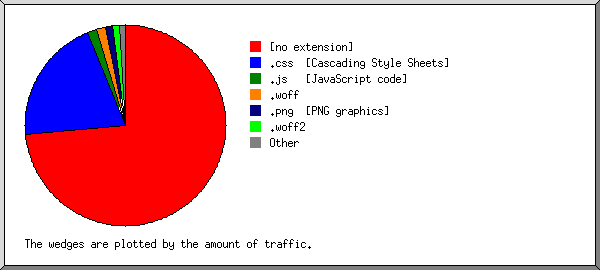 [no extension]
.css [Cascading Style Sheets]
.js [JavaScript code]
.woff
.png [PNG graphics]
.woff2
Other
The wedges are plotted by the amount of traffic.